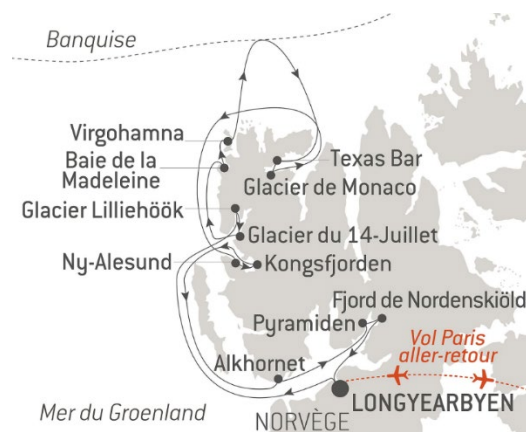 Banquise
Virgohamna
Baie de la
Madeleine
Texas Bar
Glacier de Monaco
Glacier Lilliehöök
Glacier du 14-Juillet
Ny-Alesund
Kongsfjorden
Fjord de Nordenskiöld
Pyramiden
Vol Paris
aller-retour
Alkhornet
LONGYEARBYEN
Mer du Groenland
NORVÈGE